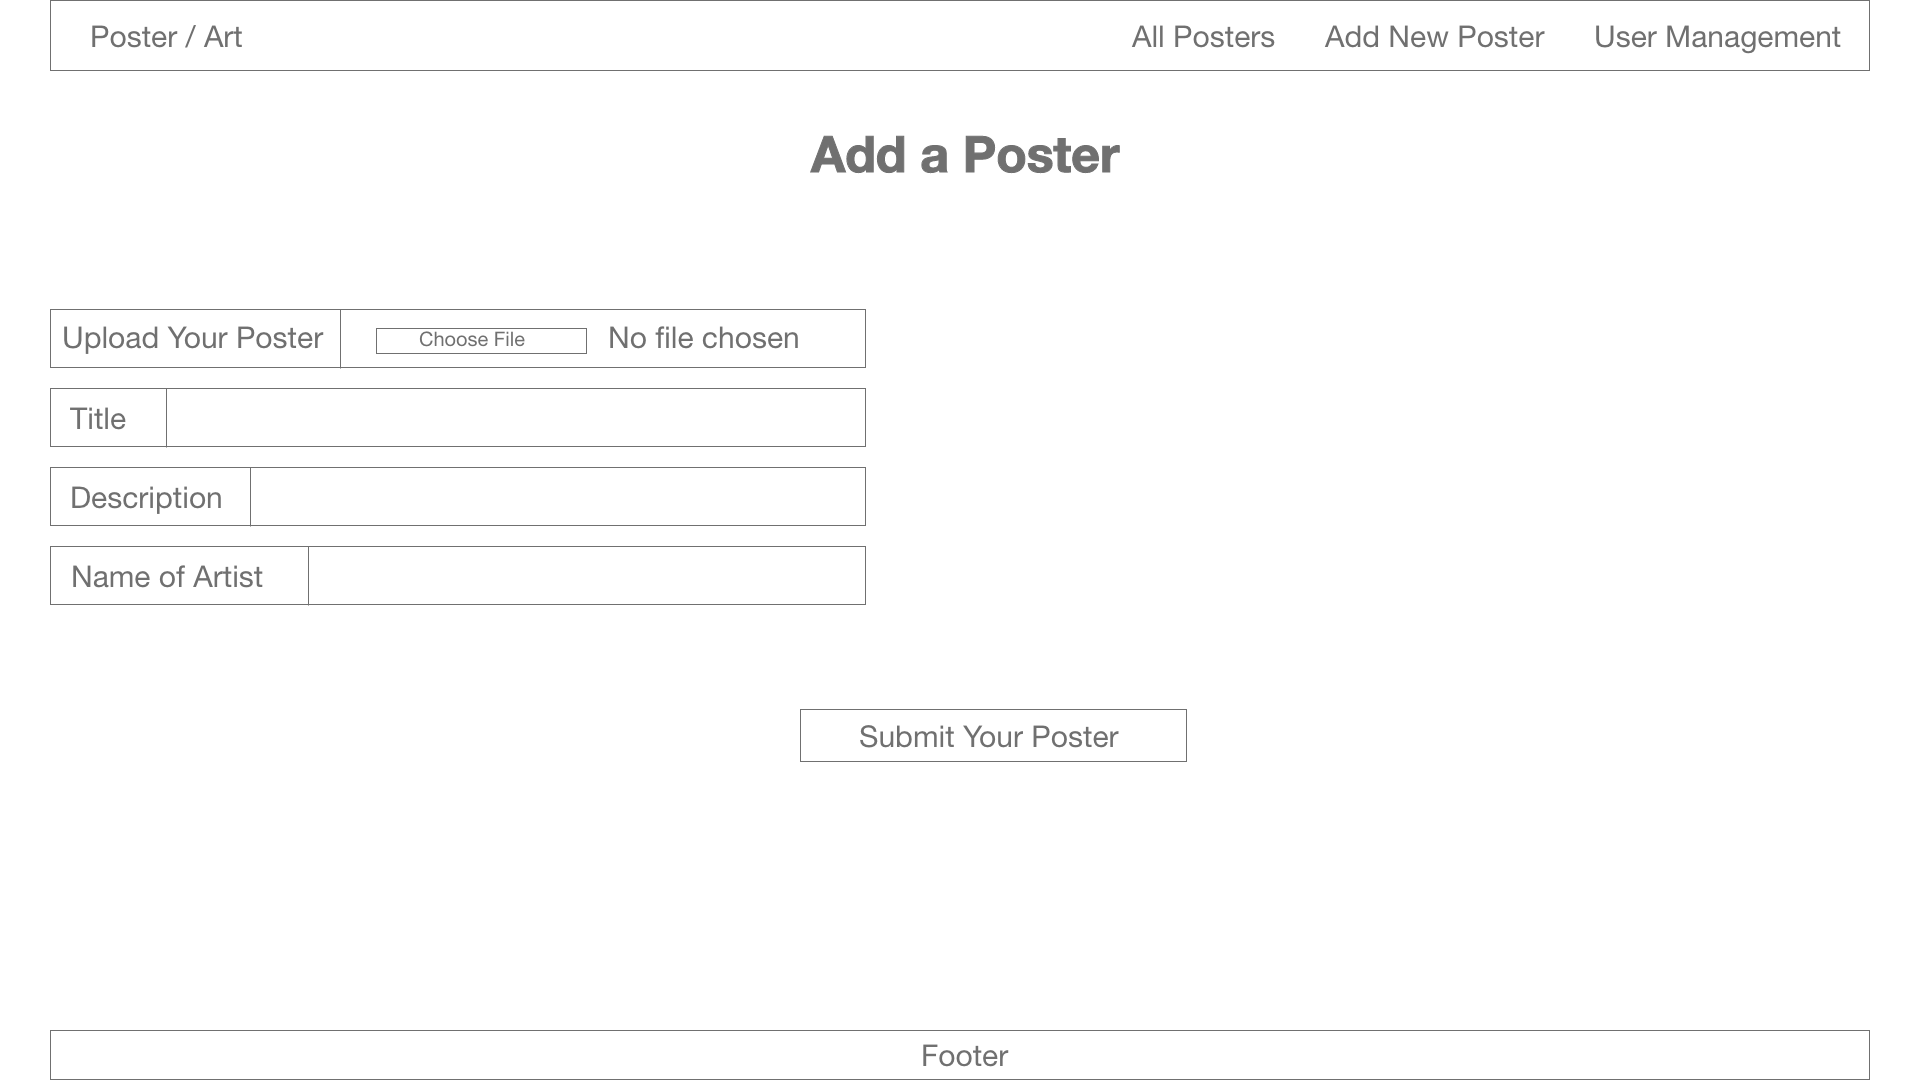 Poster / Art
All Posters
Add New Poster
User Management
Add a Poster
Upload Your Poster
Choose File
No file chosen
Title
Description
Name of Artist
Submit Your Poster
Footer